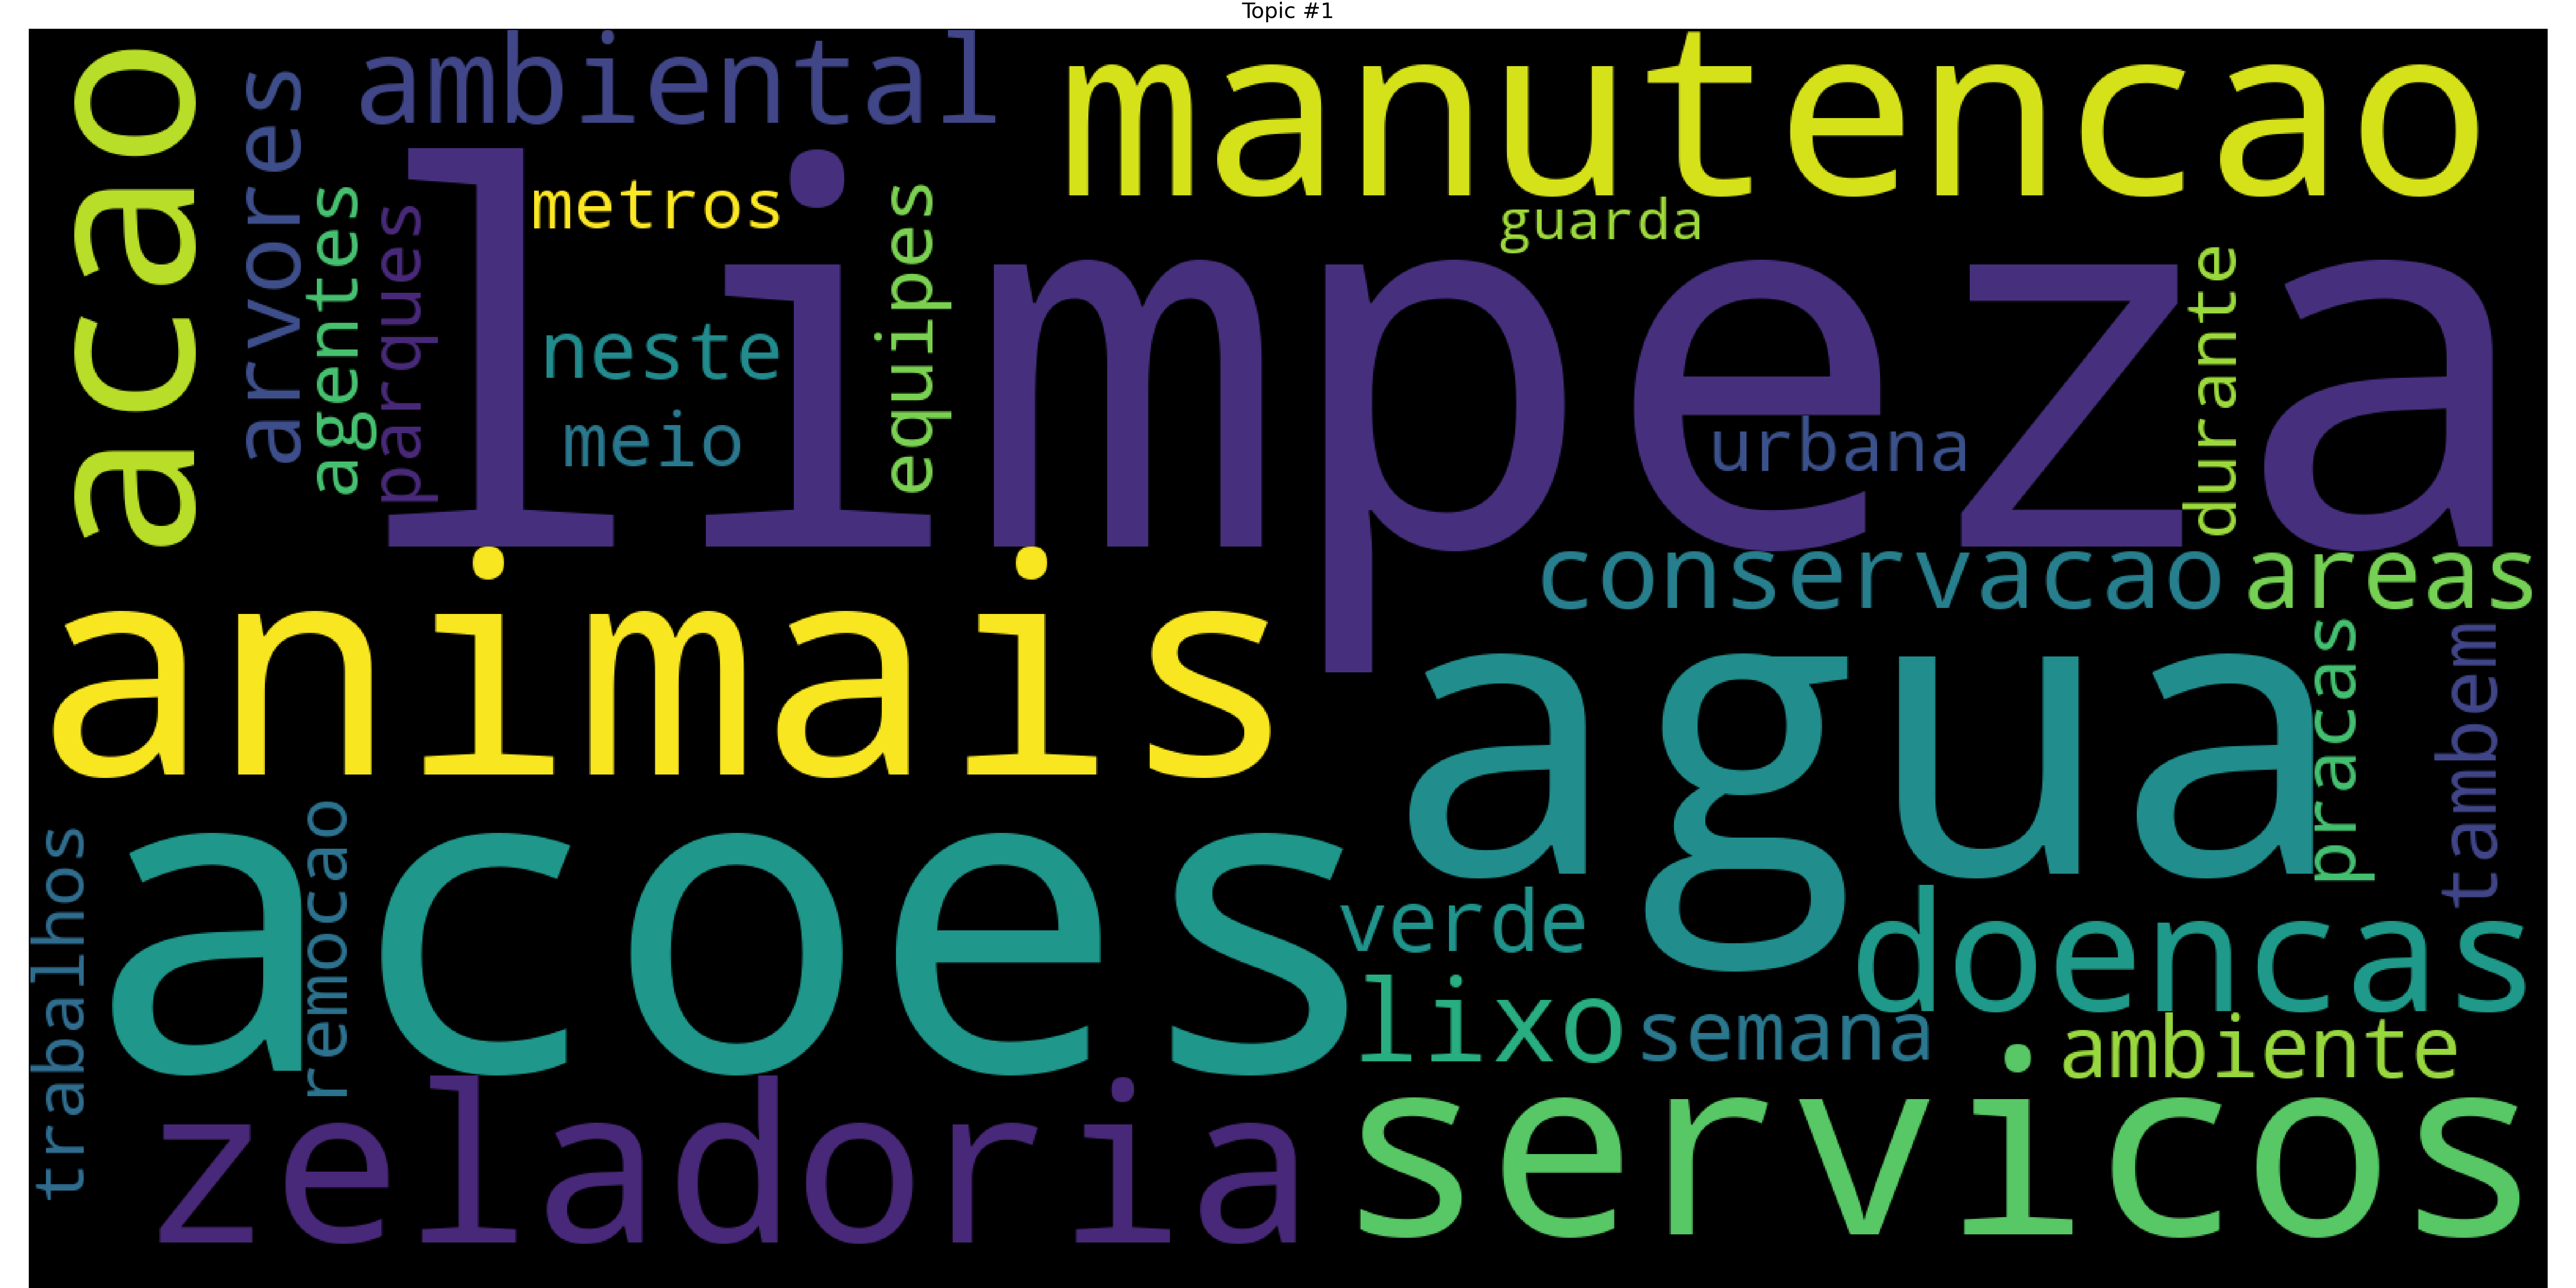 Topic #1
acao
arvores
ambiental
manutencao
agentes
parques
metros
equipes
guarda
limpeza
neste
meio
urbana
durante
animais
conservacao
areas
agua
pracas
tambem
trabalhos
remocao
acoes
verde
doencas
lixo
semana
ambiente
zeladoria
servicos